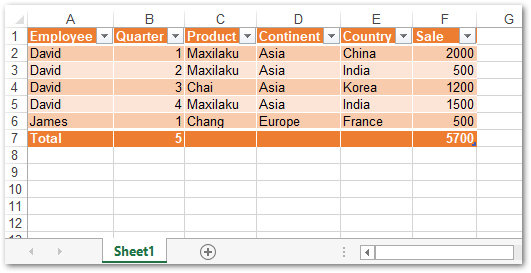 A B C D E F G
1 Employee Quarter Product Continent Country Sale
2 David 1 Maxilaku Asia China 2000
3 David 2 Maxilaku Asia India 500
4 David 3 Chai Asia Korea 1200
5 David 4 Maxilaku Asia India 1500
6 James 1 Chang Europe France 500
7 Total 5 5700
8
9
10
11
12
Sheet1